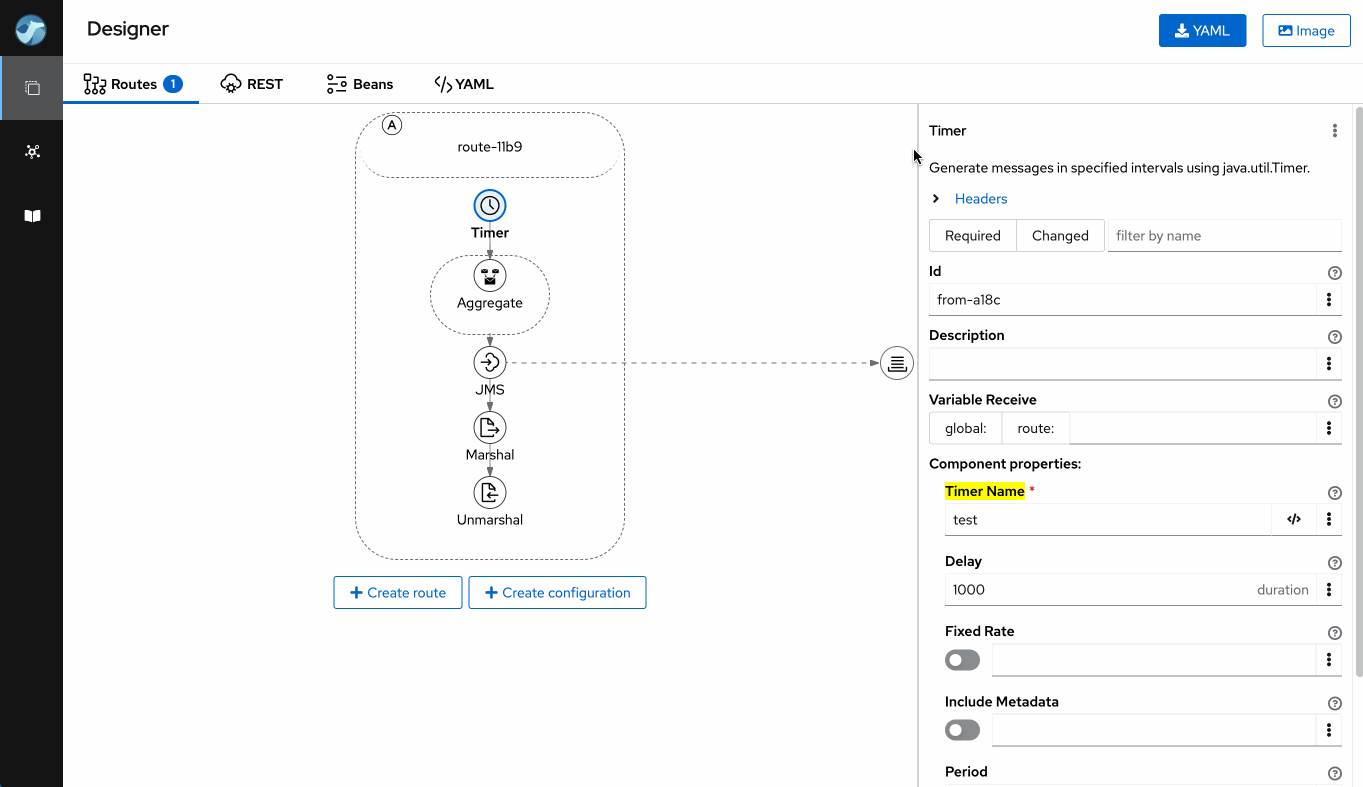 Designer
YAML
Image
Routes 1
REST
Beans
YAML
A
route-11b9
Timer
Aggregate
JMS
Marshal
Unmarshal
Create route
Create configuration
Timer
Generate messages in specified intervals using java.util.Timer.
Headers
Required
Changed
filter by name
Id
from-a18c
Description
Variable Receive
global:
route:
Component properties:
Timer Name *
test
Delay
1000
duration
Fixed Rate
Include Metadata
Period